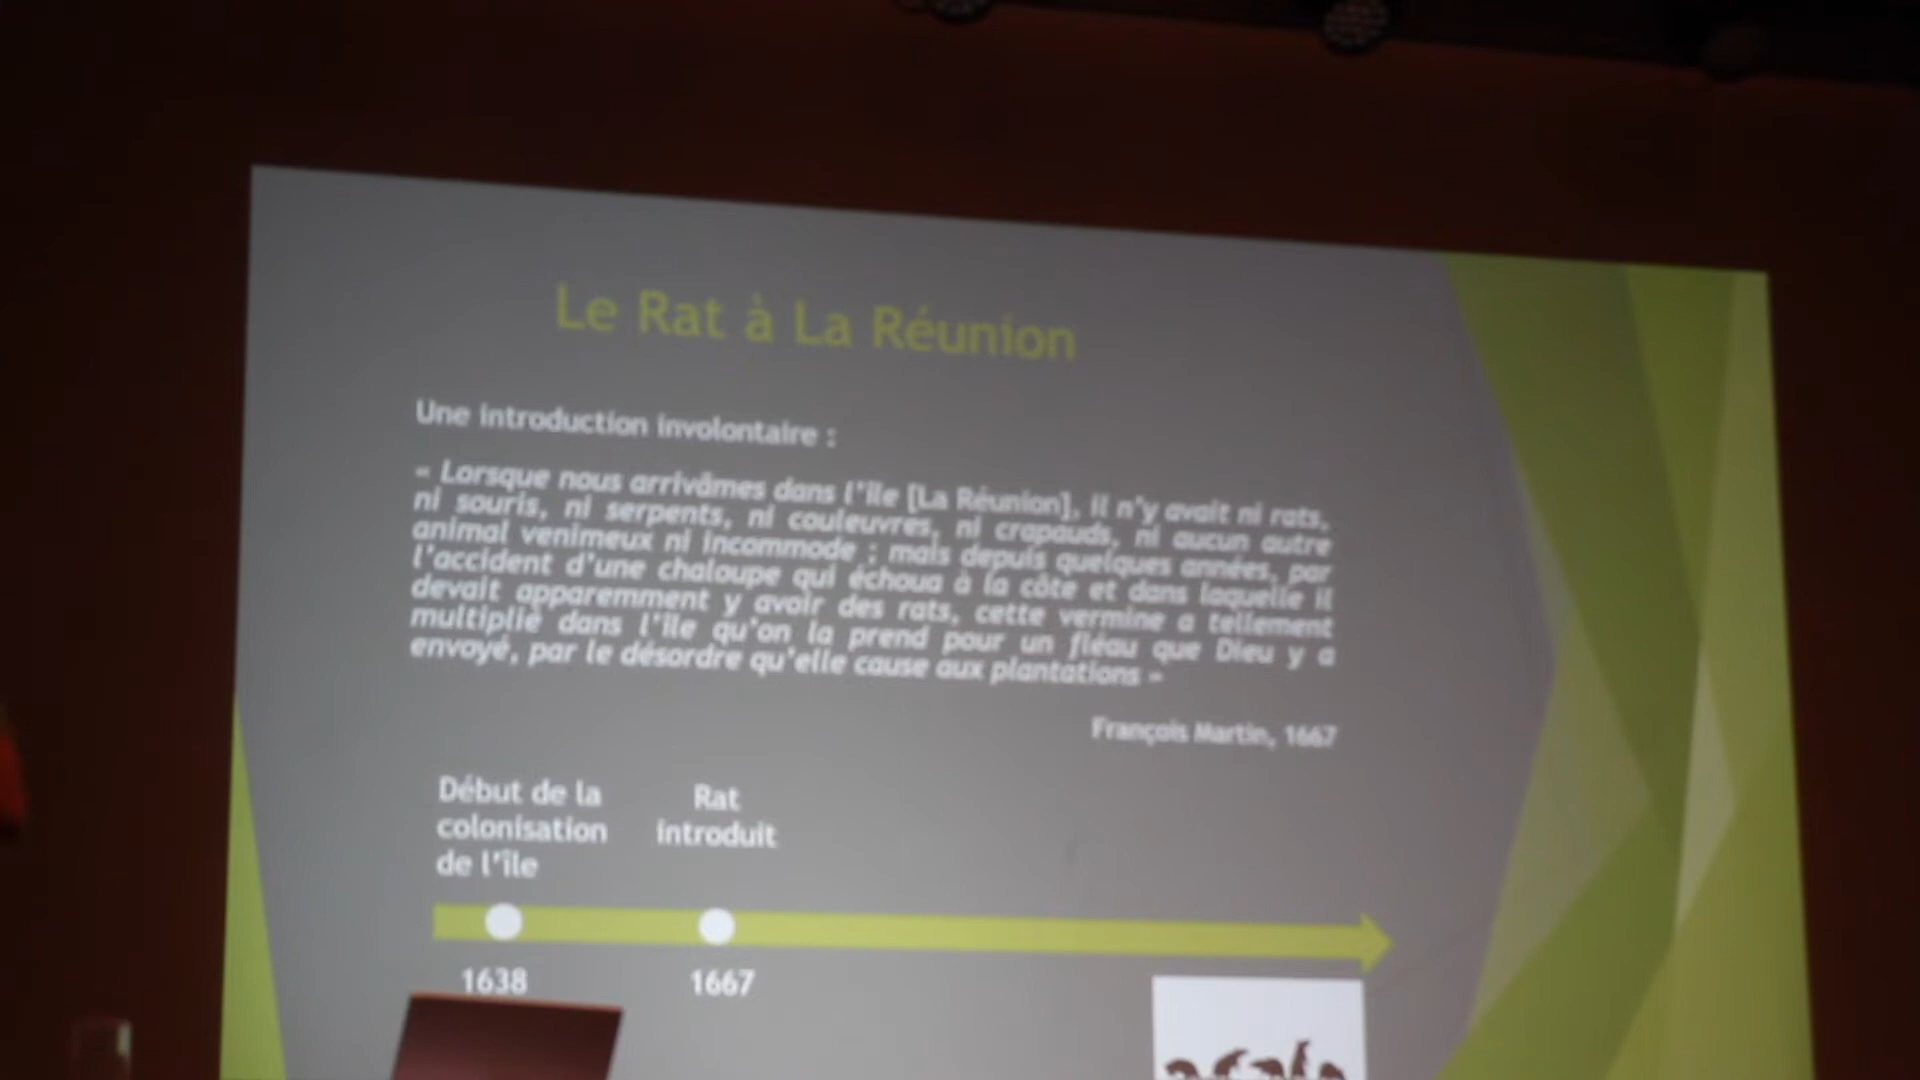 Le Rat à La Réunion
Une introduction involontaire :
« Lorsque nous arrivâmes dans l'île [La Réunion], il n'y avait ni rats,
ni souris, ni serpents, ni couleuvres, ni crapauds, ni aucun autre
animal venimeux ni incommode ; mais depuis quelques années, par
l'accident d'une chaloupe qui échoua à la côte et dans laquelle il
devait apparemment y avoir des rats, cette vermine a tellement
multiplié dans l'île qu'on la prend pour un fléau que Dieu y a
envoyé, par le désordre qu'elle cause aux plantations »
François Martin, 1667
Début de la
colonisation
de l'île
Rat
introduit
1638
1667